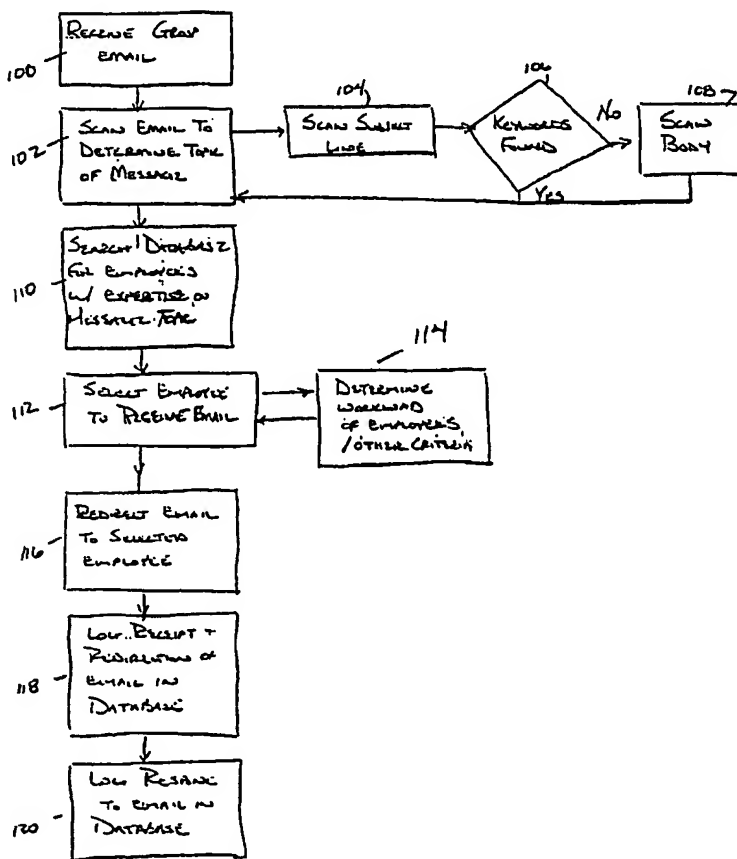 100
RECEIVE GROUP
EMAIL
102
SCAN EMAIL TO
DETERMINE TOPIC
OF MESSAGE
104
SCAN SUBJECT
LINE
106
KEYWORDS
FOUND
No
Yes
108
SCAN
BODY
110
SEARCH DATABASE
FOR EMPLOYEES
W/ EXPERTISE IN
MESSAGE TOPIC
112
SELECT EMPLOYEE
TO RECEIVE EMAIL
114
DETERMINE
WORKLOAD
OF EMPLOYEES
/OTHER CRITERIA
116
REDIRECT EMAIL
TO SELECTED
EMPLOYEE
118
LOG RECEIPT +
REDIRECTION OF
EMAIL IN
DATABASE
120
LOG RESPONSE
TO EMAIL IN
DATABASE